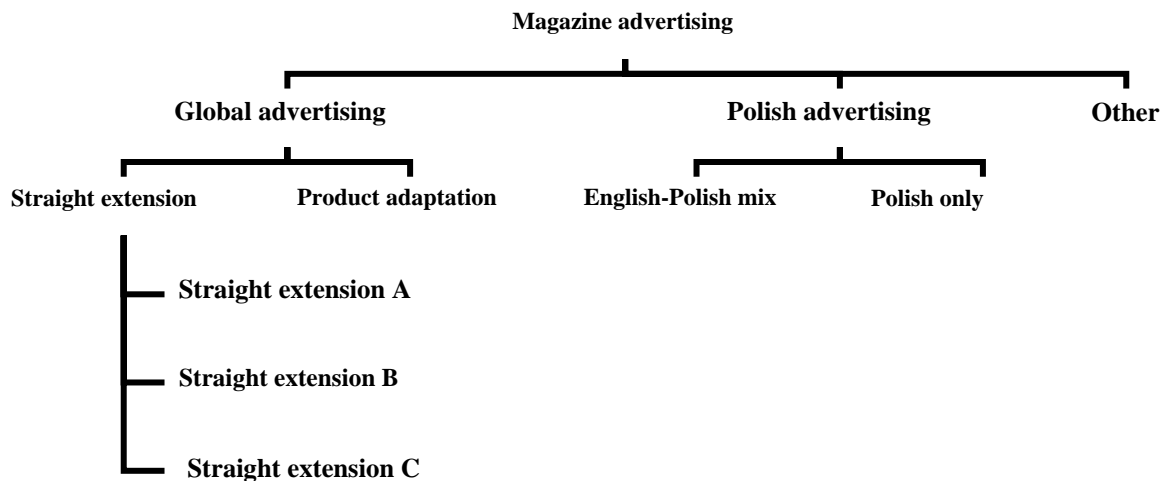 Magazine advertising
Global advertising
Polish advertising
Other
Straight extension
Product adaptation
English-Polish mix
Polish only
Straight extension A
Straight extension B
Straight extension C